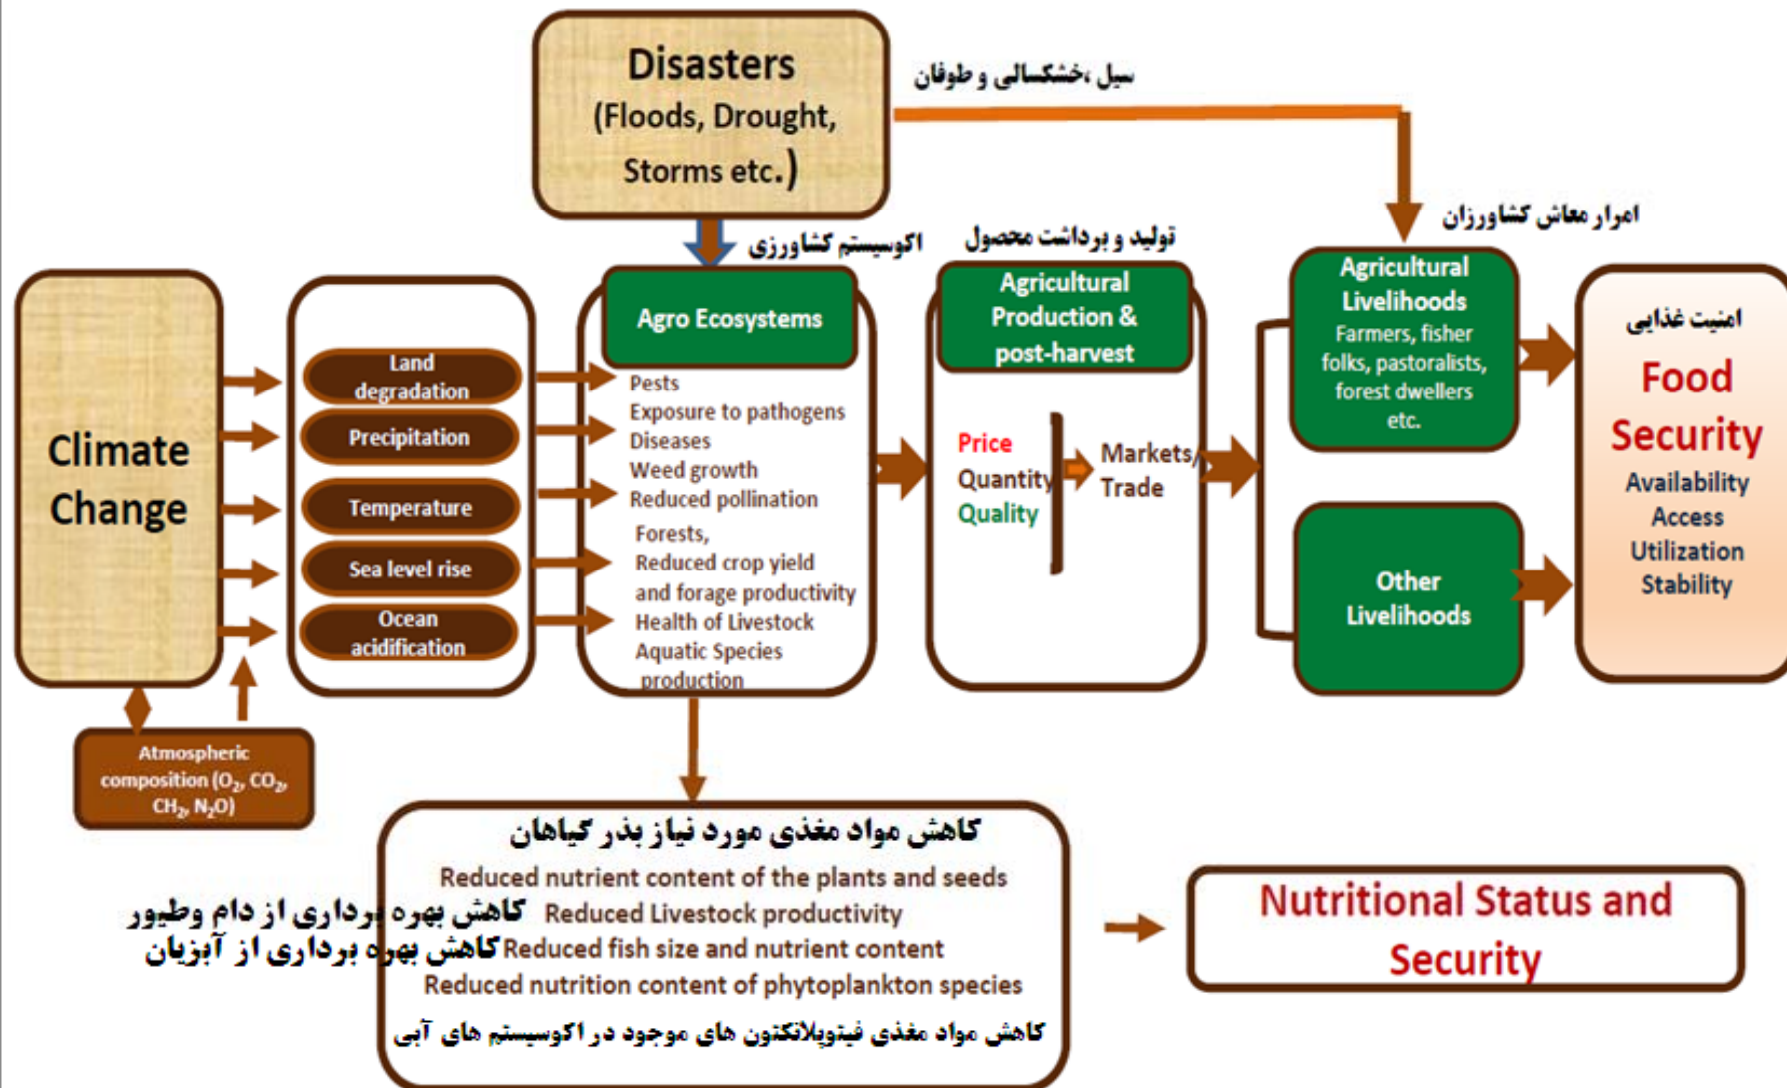 Disasters
(Floods, Drought,
Storms etc.)
سیل ،خشکسالی و طوفان
امرار معاش کشاورزان
اکوسیستم کشاورزی
تولید و برداشت محصول
Climate
Change
Land
degradation
Precipitation
Temperature
Sea level rise
Ocean
acidification
Atmospheric
composition (O₂, CO₂,
CH₂, N₂O)
Agro Ecosystems
Pests
Exposure to pathogens
Diseases
Weed growth
Reduced pollination
Forests,
Reduced crop yield
and forage productivity
Health of Livestock
Aquatic Species
production
Agricultural
Production &
post-harvest
Price
Quantity
Quality
Markets/
Trade
Agricultural
Livelihoods
Farmers, fisher
folks, pastoralists,
forest dwellers
etc.
Other
Livelihoods
امنیت غذایی
Food
Security
Availability
Access
Utilization
Stability
کاهش مواد مغذی مورد نیاز بذر گیاهان
Reduced nutrient content of the plants and seeds
کاهش بهره برداری از دام وطیور Reduced Livestock productivity
کاهش بهره برداری از آبزیان Reduced fish size and nutrient content
Reduced nutrition content of phytoplankton species
کاهش مواد مغذی فیتوپلانکتون های موجود در اکوسیستم های آبی
Nutritional Status and
Security